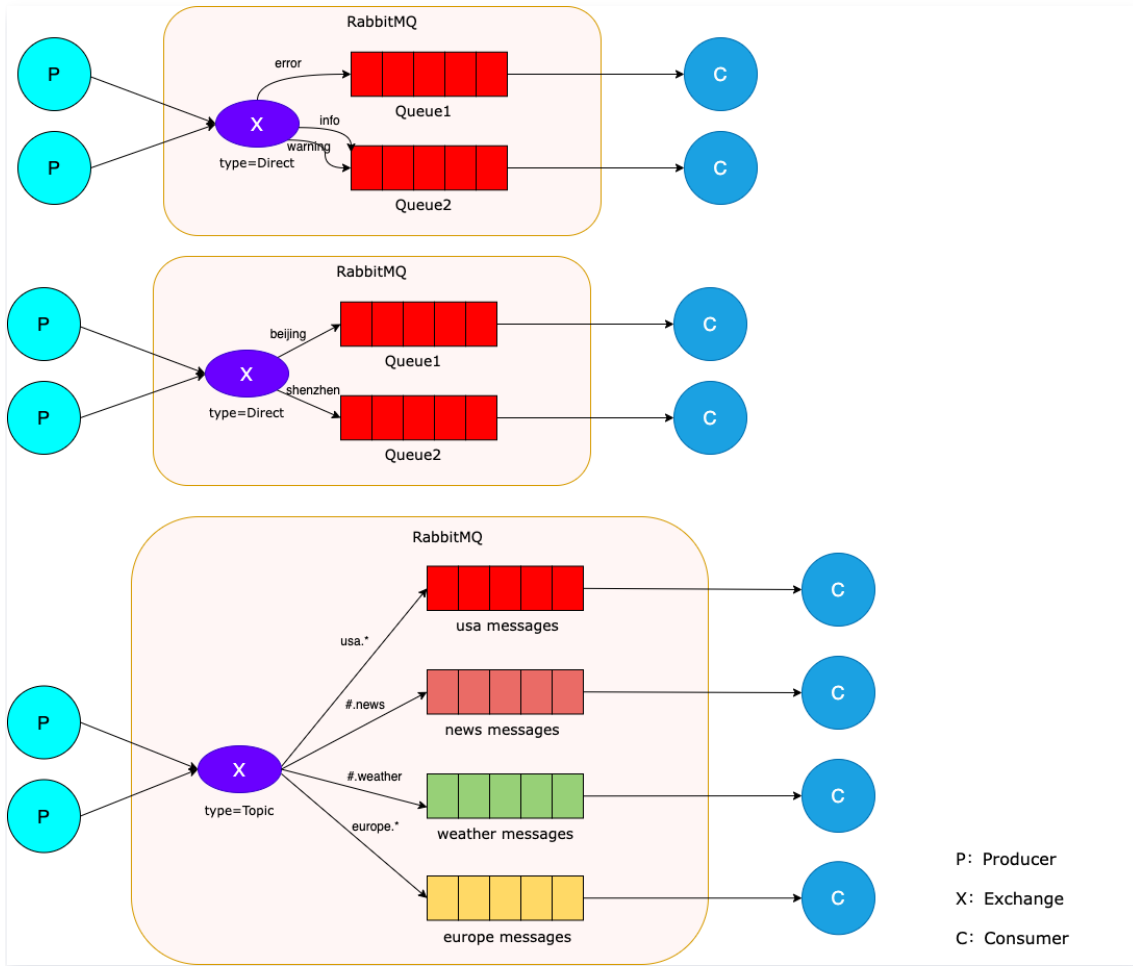 RabbitMQ
P
error
C
Queue1
X
info
warning
type=Direct
P
C
Queue2
RabbitMQ
P
beijing
C
Queue1
X
shenzhen
type=Direct
P
C
Queue2
RabbitMQ
C
usa messages
usa.*
C
#.news
news messages
P
X
#.weather
C
type=Topic
P
europe.*
weather messages
P: Producer
C
X: Exchange
europe messages
C: Consumer